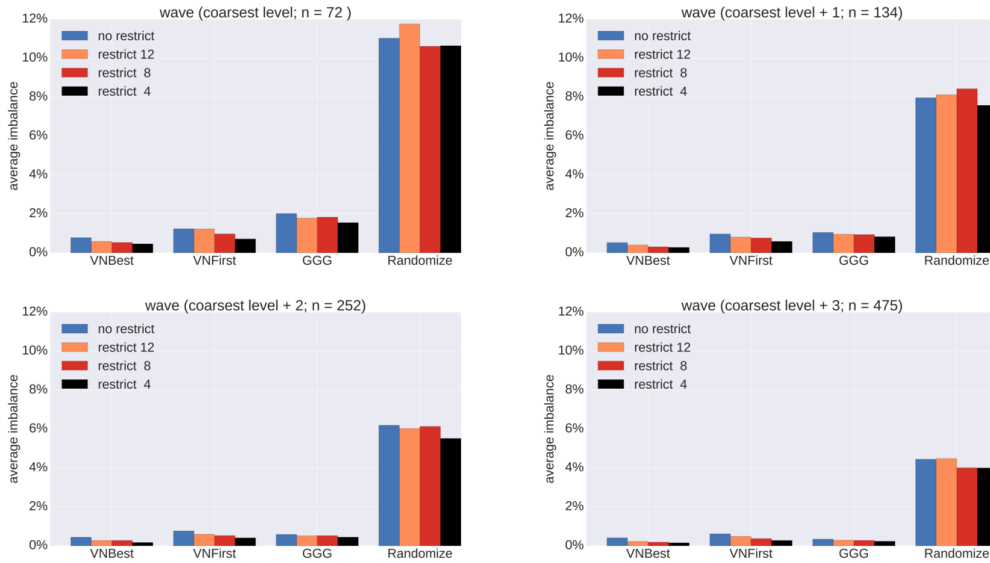 wave (coarsest level; n = 72 )
12%
10%
8%
6%
4%
2%
0%
average imbalance
no restrict
restrict 12
restrict  8
restrict  4
VNBest VNFirst GGG Randomize
wave (coarsest level + 1; n = 134)
12%
10%
8%
6%
4%
2%
0%
average imbalance
no restrict
restrict 12
restrict  8
restrict  4
VNBest VNFirst GGG Randomize
wave (coarsest level + 2; n = 252)
12%
10%
8%
6%
4%
2%
0%
average imbalance
no restrict
restrict 12
restrict  8
restrict  4
VNBest VNFirst GGG Randomize
wave (coarsest level + 3; n = 475)
12%
10%
8%
6%
4%
2%
0%
average imbalance
no restrict
restrict 12
restrict  8
restrict  4
VNBest VNFirst GGG Randomize